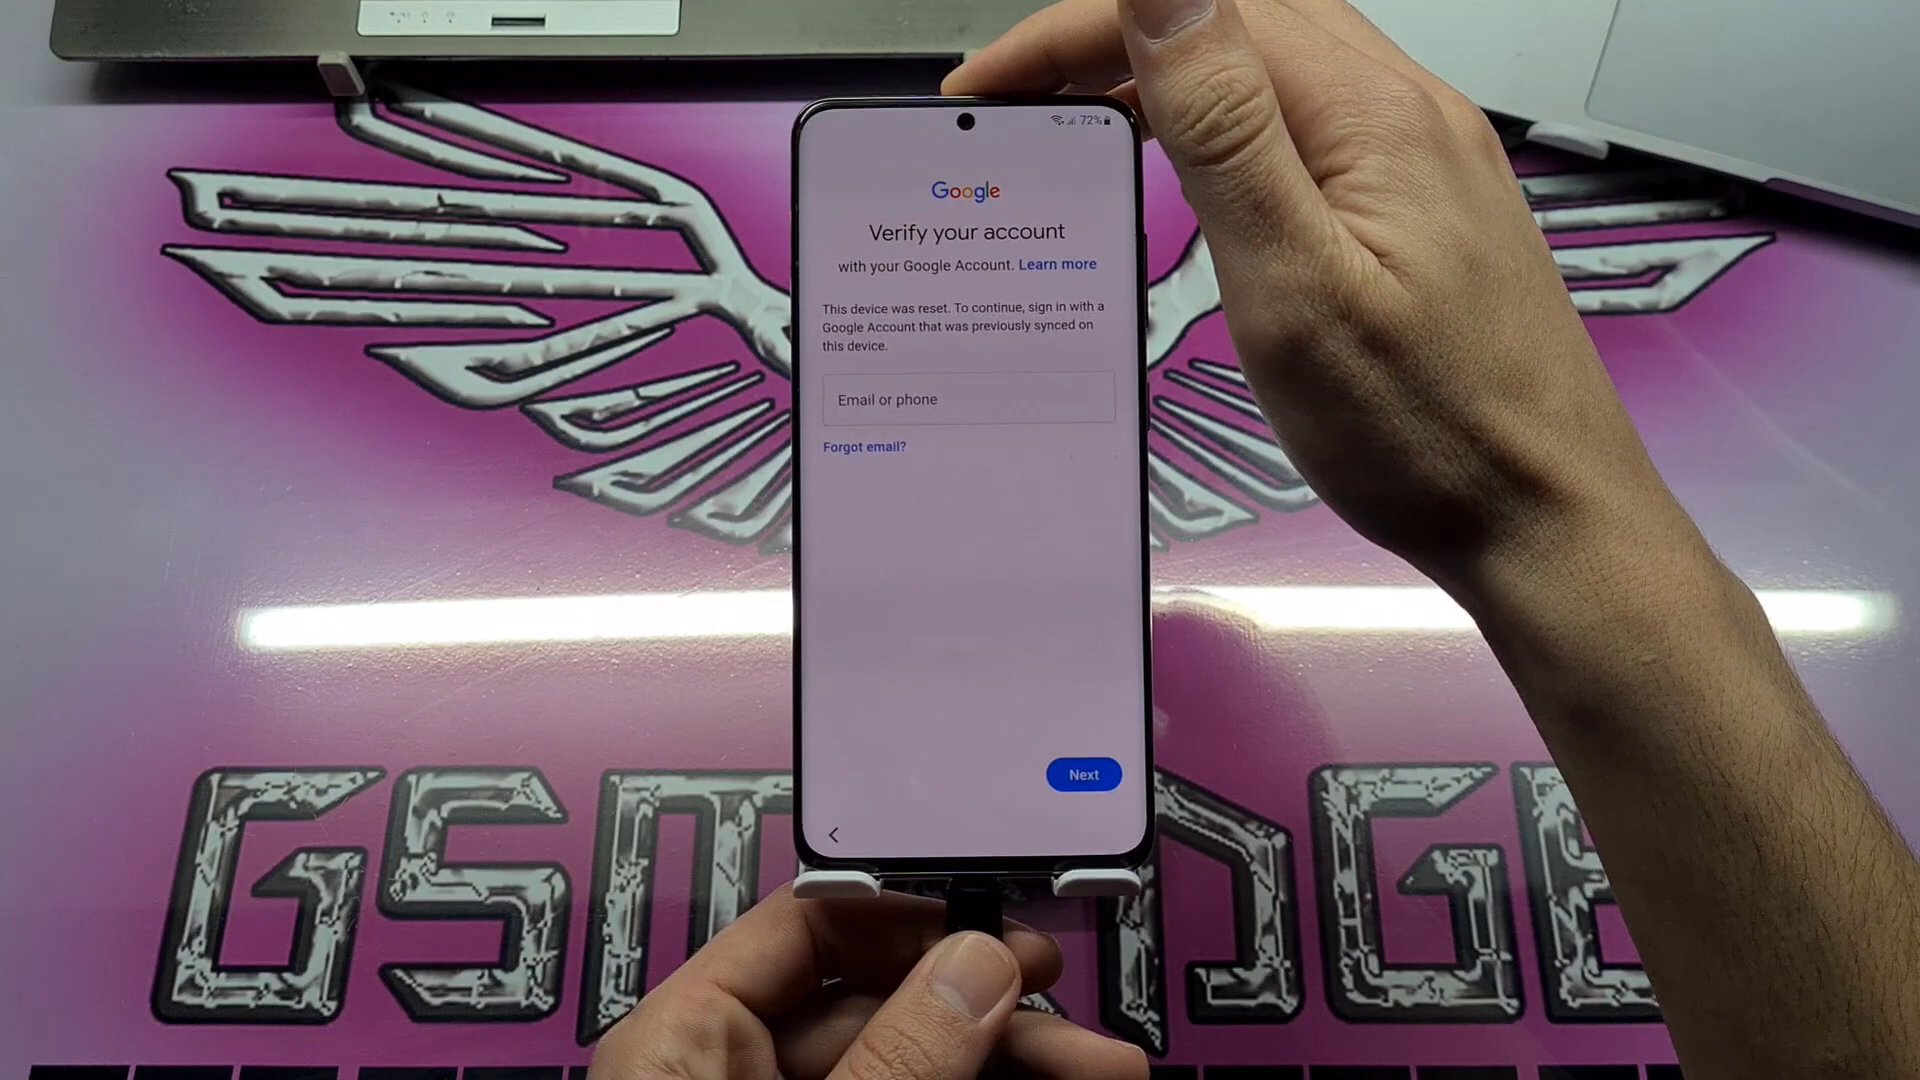 72%
Google
Verify your account
with your Google Account. Learn more
This device was reset. To continue, sign in with a
Google Account that was previously synced on
this device.
Email or phone
Forgot email?
Next